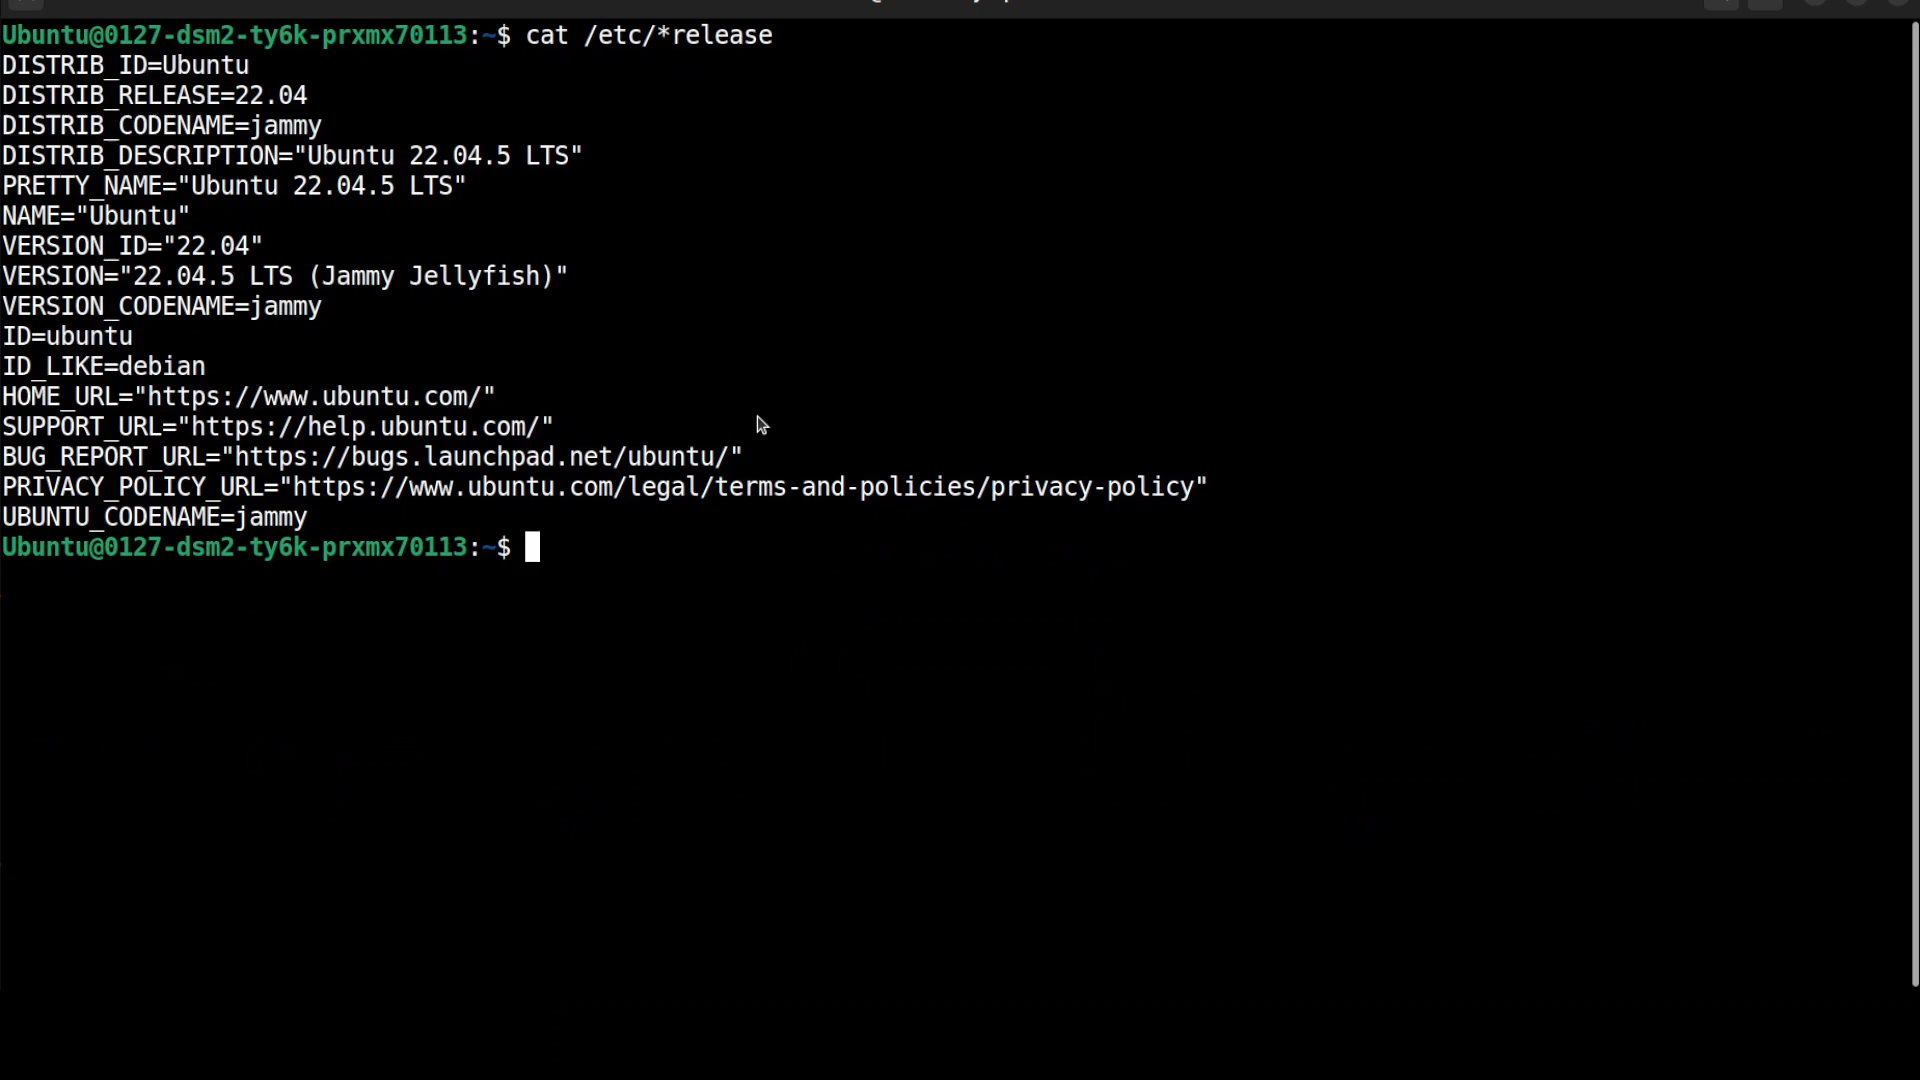 Ubuntu@0127-dsm2-ty6k-prxmx70113:~$ cat /etc/*release
DISTRIB_ID=Ubuntu
DISTRIB_RELEASE=22.04
DISTRIB_CODENAME=jammy
DISTRIB_DESCRIPTION="Ubuntu 22.04.5 LTS"
PRETTY_NAME="Ubuntu 22.04.5 LTS"
NAME="Ubuntu"
VERSION_ID="22.04"
VERSION="22.04.5 LTS (Jammy Jellyfish)"
VERSION_CODENAME=jammy
ID=ubuntu
ID_LIKE=debian
HOME_URL="https://www.ubuntu.com/"
SUPPORT_URL="https://help.ubuntu.com/"
BUG_REPORT_URL="https://bugs.launchpad.net/ubuntu/"
PRIVACY_POLICY_URL="https://www.ubuntu.com/legal/terms-and-policies/privacy-policy"
UBUNTU_CODENAME=jammy
Ubuntu@0127-dsm2-ty6k-prxmx70113:~$